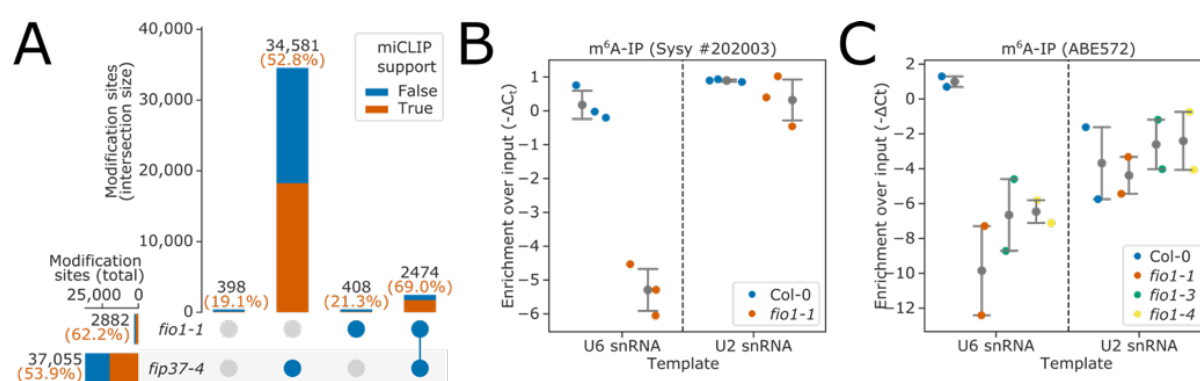 A
Modification sites
(intersection size)
40,000
30,000
20,000
10,000
0
34,581
(52.8%)
miCLIP
support
False
True
398
(19.1%)
408
(21.3%)
2474
(69.0%)
Modification
sites (total)
25,000 0
2882
(62.2%)
fio1-1
37,055
(53.9%)
fip37-4
B
m⁶A-IP (Sysy #202003)
Enrichment over input (-ΔCₜ)
1
0
−1
−2
−3
−4
−5
−6
Col-0
fio1-1
U6 snRNA U2 snRNA
Template
C
m⁶A-IP (ABE572)
Enrichment over input (-ΔCt)
2
0
−2
−4
−6
−8
−10
−12
Col-0
fio1-1
fio1-3
fio1-4
U6 snRNA U2 snRNA
Template